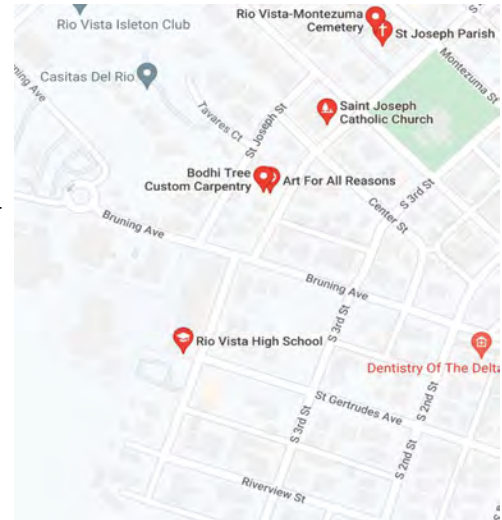 Rio Vista-Montezuma
Cemetery
Rio Vista Isleton Club
St Joseph Parish
Montezuma St
Casitas Del Rio
Bruning Ave
Tavares Ct
St Joseph St
Saint Joseph
Catholic Church
Bodhi Tree
Custom Carpentry
Art For All Reasons
S 3rd St
Center St
Bruning Ave
Bruning Ave
S 3rd St
Rio Vista High School
Dentistry Of The Delta
St Gertrudes Ave
S 2nd St
S 3rd St
S 2nd St
Riverview St